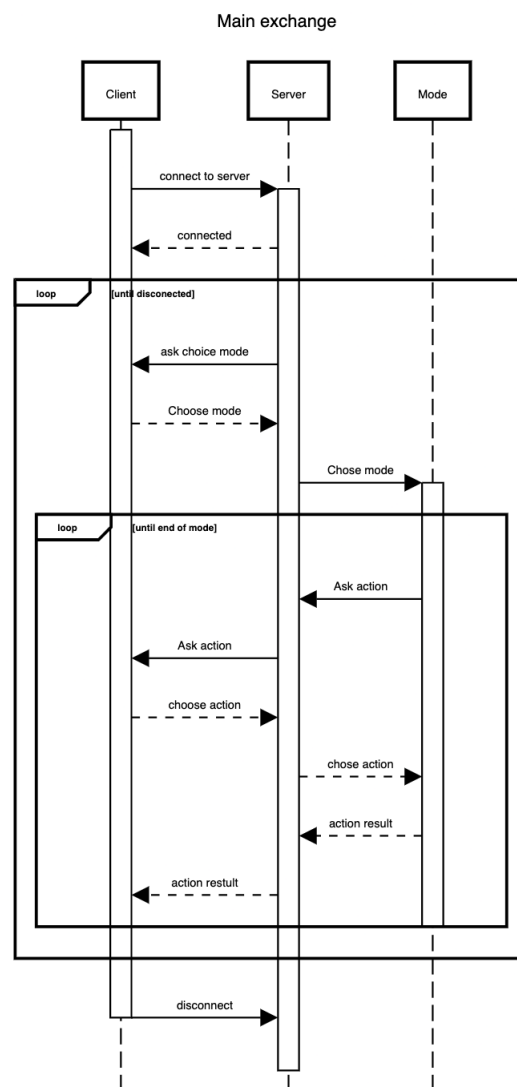 Main exchange
Client
Server
Mode
connect to server
connected
loop
[until disconected]
ask choice mode
Choose mode
Chose mode
loop
[until end of mode]
Ask action
Ask action
choose action
chose action
action result
action restult
disconnect